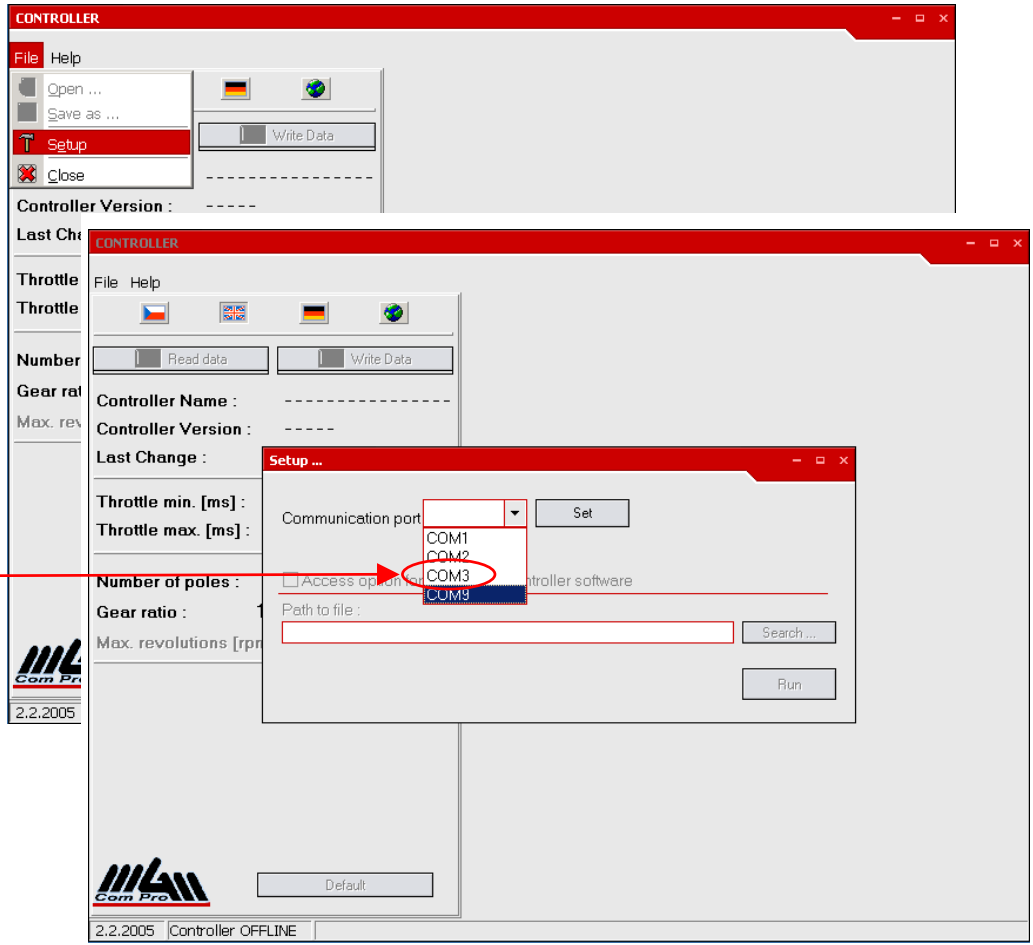 CONTROLLER
File Help
Open ...
Save as ...
Setup
Close
Write Data
- - - - - - - - - - - - - - - -
Controller Version : - - - - -
Last Cha
Throttle
Throttle
Number
Gear rat
Max. rev
Com Pr
2.2.2005
CONTROLLER
File Help
Read data Write Data
Controller Name : - - - - - - - - - - - - - - - -
Controller Version : - - - - -
Last Change :
Throttle min. [ms] :
Throttle max. [ms] :
Number of poles :
Gear ratio : 1
Max. revolutions [rpm
Setup ...
Communication port Set
COM1
COM2
COM3
COM9
Access option for ntroller software
Path to file :
Search ...
Run
mgm
Com Pro
Default
2.2.2005 Controller OFFLINE